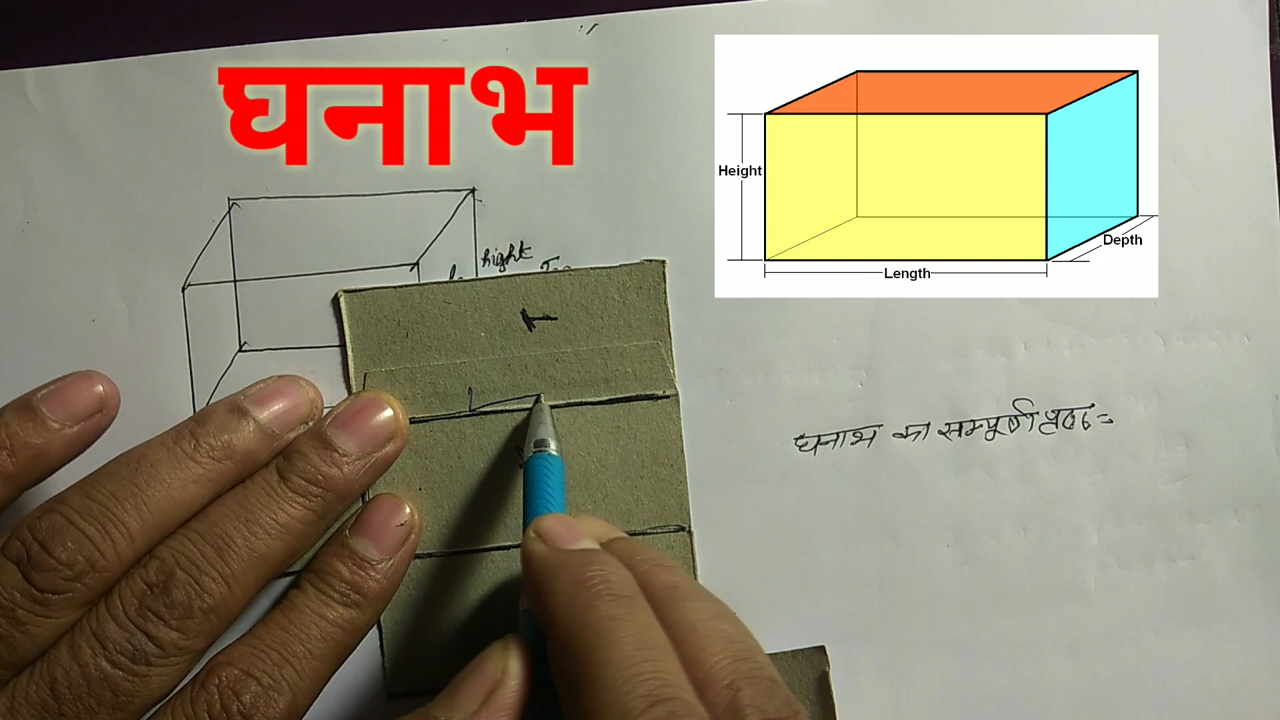 घनाभ
Height
Depth
Length
hight
T
घनाभ का सम्पूर्ण पृष्ठ =